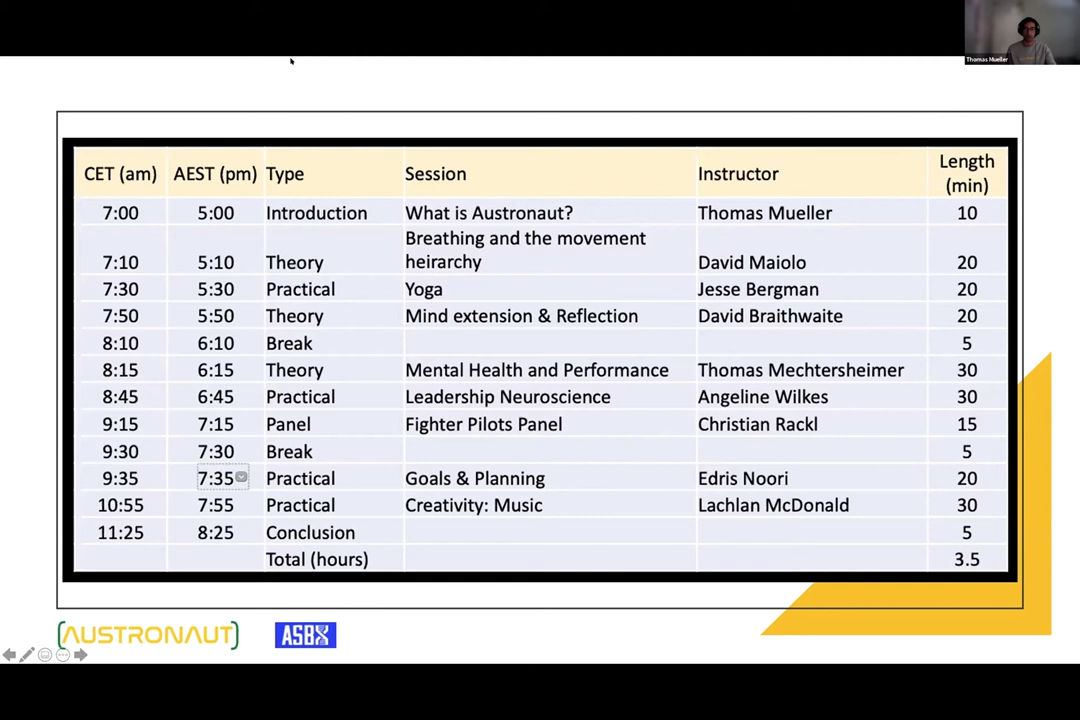 Thomas Mueller
CET (am) AEST (pm) Type Session Instructor Length (min)
7:00 5:00 Introduction What is Austronaut? Thomas Mueller 10
7:10 5:10 Theory Breathing and the movement heirarchy David Maiolo 20
7:30 5:30 Practical Yoga Jesse Bergman 20
7:50 5:50 Theory Mind extension & Reflection David Braithwaite 20
8:10 6:10 Break 5
8:15 6:15 Theory Mental Health and Performance Thomas Mechtersheimer 30
8:45 6:45 Practical Leadership Neuroscience Angeline Wilkes 30
9:15 7:15 Panel Fighter Pilots Panel Christian Rackl 15
9:30 7:30 Break 5
9:35 7:35 Practical Goals & Planning Edris Noori 20
10:55 7:55 Practical Creativity: Music Lachlan McDonald 30
11:25 8:25 Conclusion 5
Total (hours) 3.5
(AUSTRONAUT) ASBX